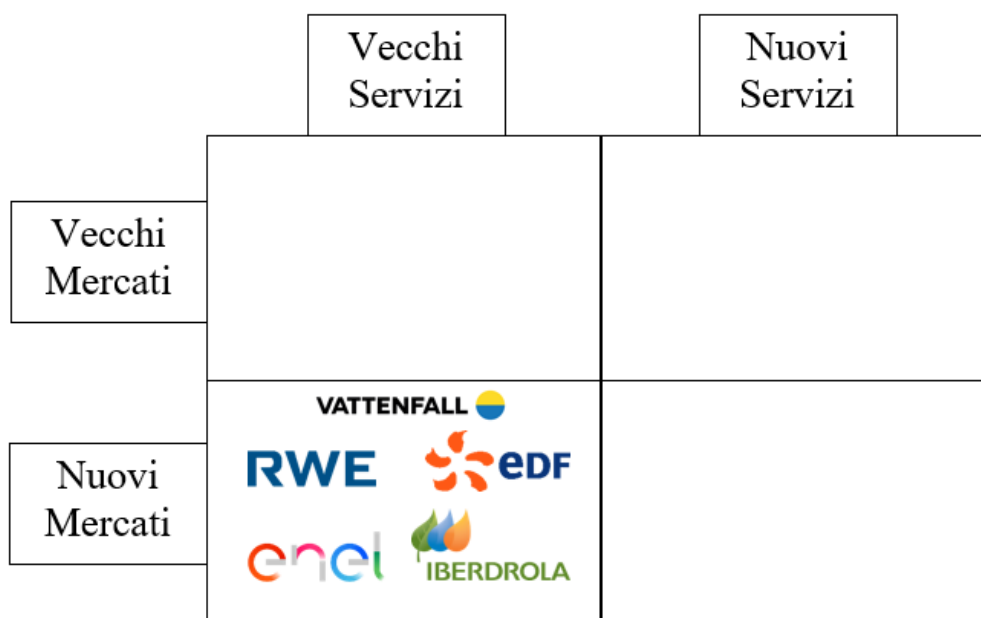 Vecchi
Servizi
Nuovi
Servizi
Vecchi
Mercati
Nuovi
Mercati
VATTENFALL
RWE
eDF
enel
IBERDROLA